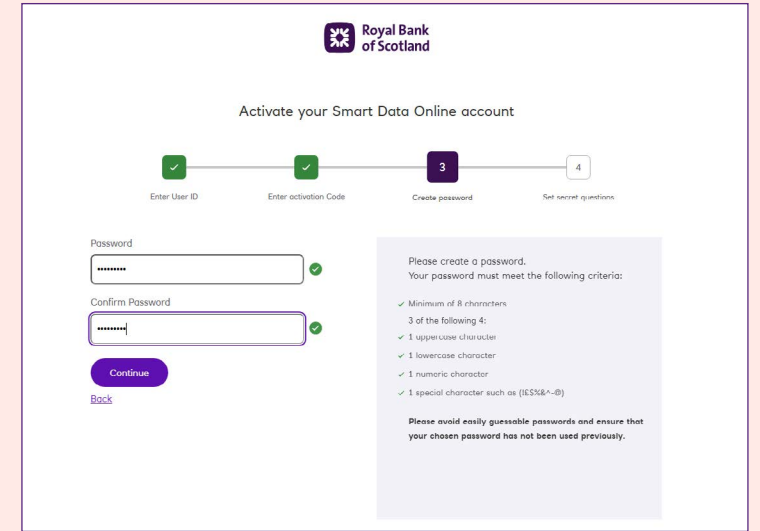 Royal Bank
of Scotland
Activate your Smart Data Online account
3
4
Enter User ID
Enter activation Code
Create password
Set secret questions
Password
•••••••••
Confirm Password
•••••••••
Continue
Back
Please create a password.
Your password must meet the following criteria:
Minimum of 8 characters
3 of the following 4:
1 uppercase character
1 lowercase character
1 numeric character
1 special character such as (!£$%&^-@)
Please avoid easily guessable passwords and ensure that
your chosen password has not been used previously.